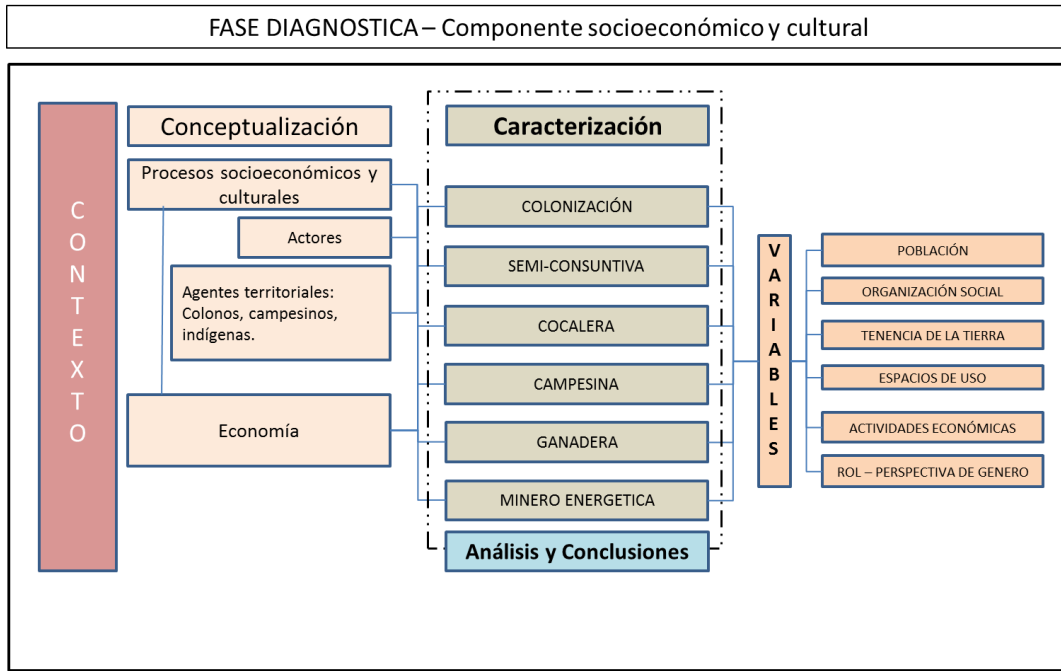 FASE DIAGNOSTICA – Componente socioeconómico y cultural
CONTEXTO
Conceptualización
Procesos socioeconómicos y
culturales
Actores
Agentes territoriales:
Colonos, campesinos,
indígenas.
Economía
Caracterización
COLONIZACIÓN
SEMI-CONSUNTIVA
COCALERA
CAMPESINA
GANADERA
MINERO ENERGETICA
Análisis y Conclusiones
VARIABLES
POBLACIÓN
ORGANIZACIÓN SOCIAL
TENENCIA DE LA TIERRA
ESPACIOS DE USO
ACTIVIDADES ECONÓMICAS
ROL – PERSPECTIVA DE GENERO